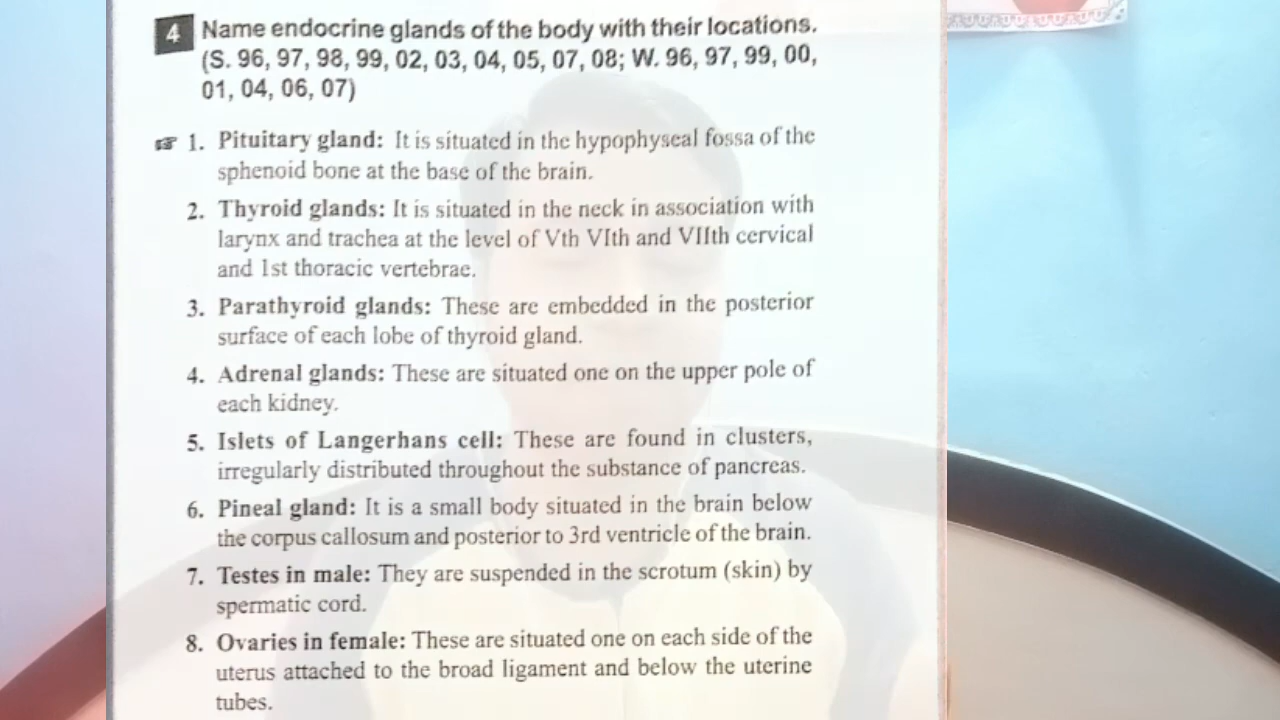 4 Name endocrine glands of the body with their locations.
(S. 96, 97, 98, 99, 02, 03, 04, 05, 07, 08; W. 96, 97, 99, 00,
01, 04, 06, 07)
☞ 1. Pituitary gland: It is situated in the hypophyseal fossa of the
sphenoid bone at the base of the brain.
2. Thyroid glands: It is situated in the neck in association with
larynx and trachea at the level of Vth VIth and VIIth cervical
and 1st thoracic vertebrae.
3. Parathyroid glands: These are embedded in the posterior
surface of each lobe of thyroid gland.
4. Adrenal glands: These are situated one on the upper pole of
each kidney.
5. Islets of Langerhans cell: These are found in clusters,
irregularly distributed throughout the substance of pancreas.
6. Pineal gland: It is a small body situated in the brain below
the corpus callosum and posterior to 3rd ventricle of the brain.
7. Testes in male: They are suspended in the scrotum (skin) by
spermatic cord.
8. Ovaries in female: These are situated one on each side of the
uterus attached to the broad ligament and below the uterine
tubes.